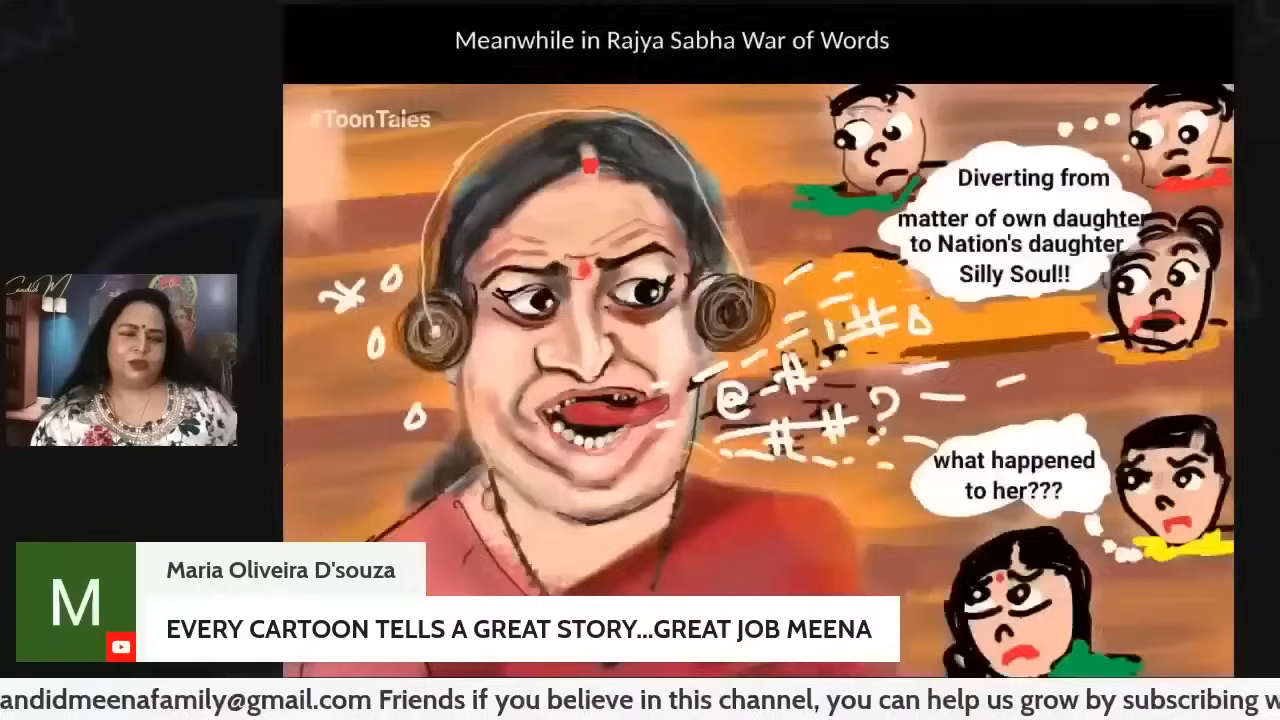 Meanwhile in Rajya Sabha War of Words
#ToonTales
Diverting from
matter of own daughter
to Nation's daughter
Silly Soul!!
@-#!#
##?
what happened
to her???
Candid M
M
Maria Oliveira D'souza
EVERY CARTOON TELLS A GREAT STORY...GREAT JOB MEENA
andidmeenafamily@gmail.com Friends if you believe in this channel, you can help us grow by subscribing w